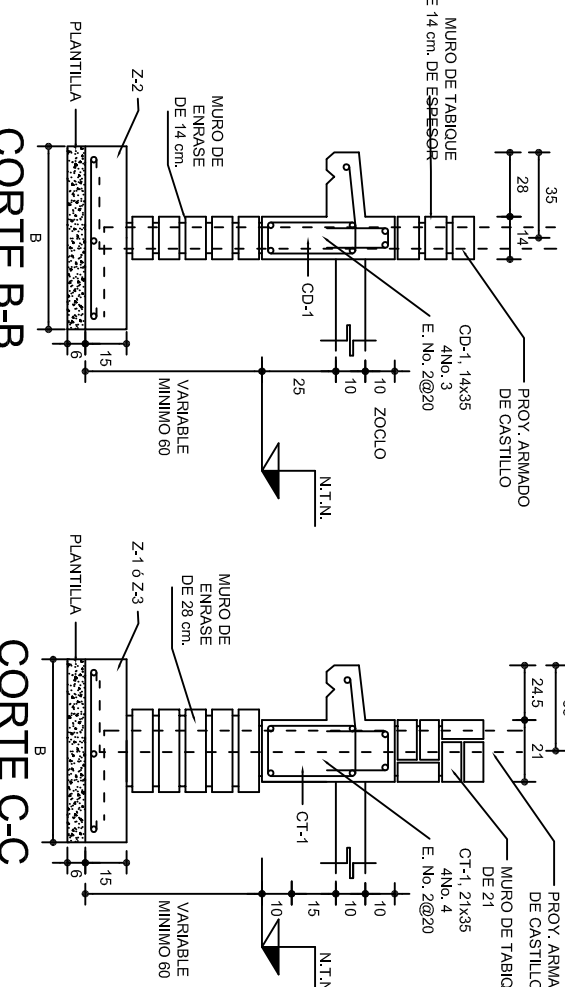 MURO DE TABIQUE
E 14 cm. DE ESPESOR
35
28
14
PROY. ARMADO
DE CASTILLO
CD-1, 14x35
4No. 3
E. No. 2@20
ZOCLO
10
10
25
CD-1
MURO DE
ENRASE
DE 14 cm.
N.T.N.
VARIABLE
MINIMO 60
Z-2
15
6
PLANTILLA
B
CORTE B-B
24.5
21
PROY. ARMA
DE CASTILLO
MURO DE TABIQ
DE 21
CT-1, 21x35
4No. 4
E. No. 2@20
10
10
15
10
CT-1
MURO DE
ENRASE
DE 28 cm.
N.T.N.
VARIABLE
MINIMO 60
Z-1 ó Z-3
15
6
PLANTILLA
B
CORTE C-C